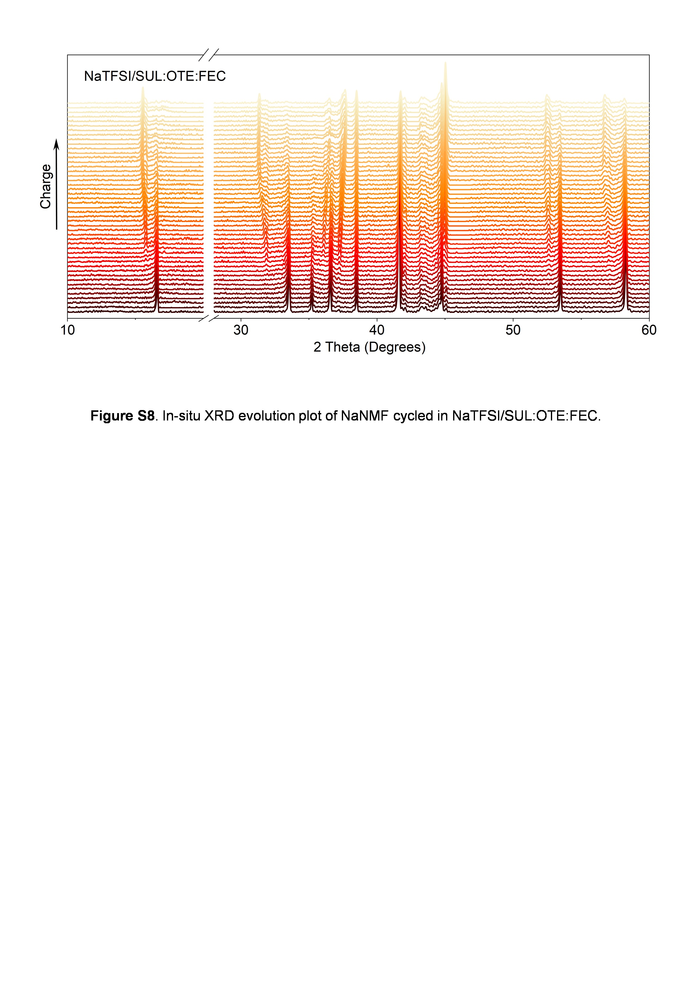 NaTFSI/SUL:OTE:FEC
Charge
10 30 40 50 60
2 Theta (Degrees)
Figure S8. In-situ XRD evolution plot of NaNMF cycled in NaTFSI/SUL:OTE:FEC.